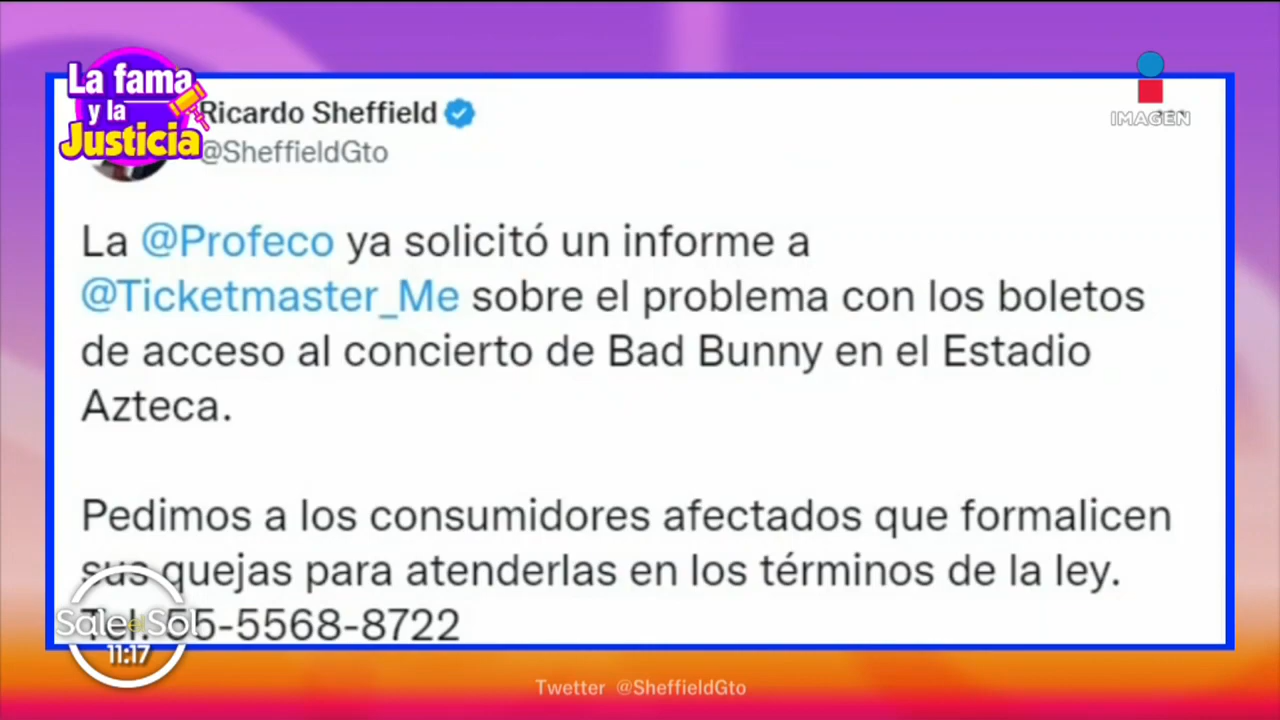 La fama
y la
Justicia
IMAGEN
Ricardo Sheffield
@SheffieldGto
La @Profeco ya solicitó un informe a
@Ticketmaster_Me sobre el problema con los boletos
de acceso al concierto de Bad Bunny en el Estadio
Azteca.
Pedimos a los consumidores afectados que formalicen
sus quejas para atenderlas en los términos de la ley.
Tel. 55-5568-8722
Sale el Sol
11:17
Twetter @SheffieldGto